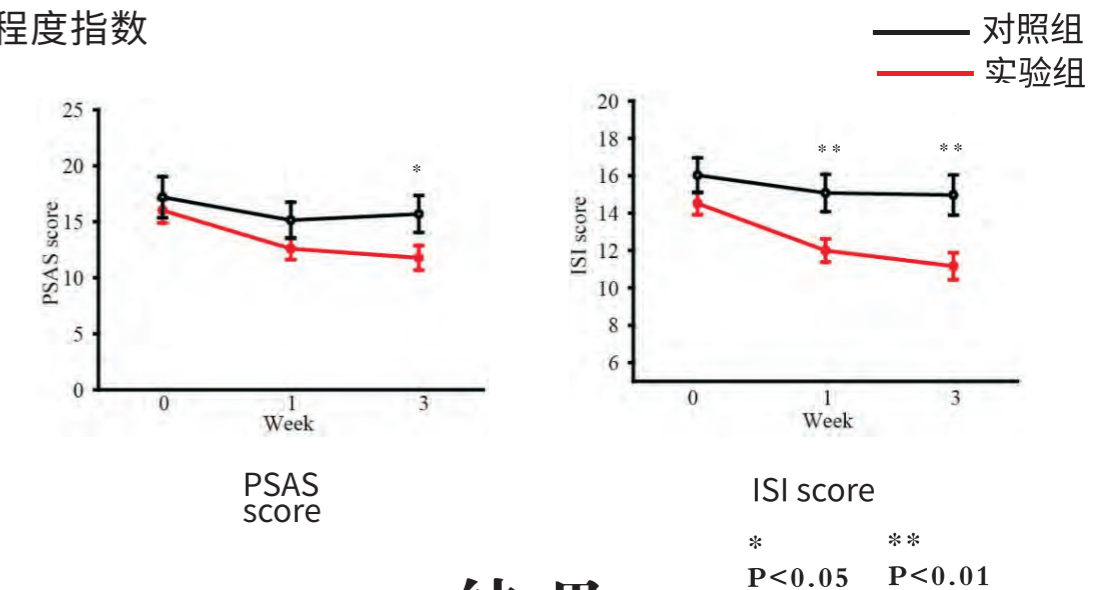 程度指数
对照组
实验组
25
20
15
10
5
0
PSAS score
0 1 3
Week
*
20
18
16
14
12
10
8
6
ISI score
0 1 3
Week
** **
PSAS
score
ISI score
* **
P<0.05 P<0.01